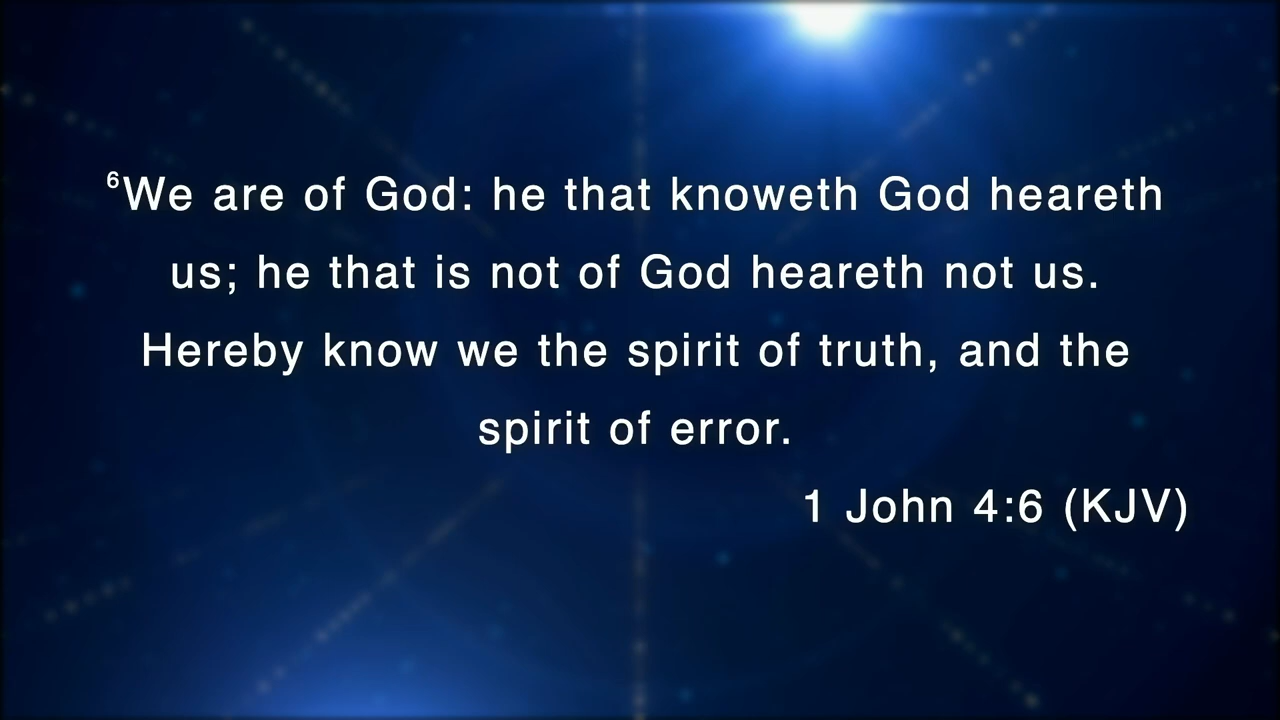 ⁶We are of God: he that knoweth God heareth
us; he that is not of God heareth not us.
Hereby know we the spirit of truth, and the
spirit of error.
1 John 4:6 (KJV)